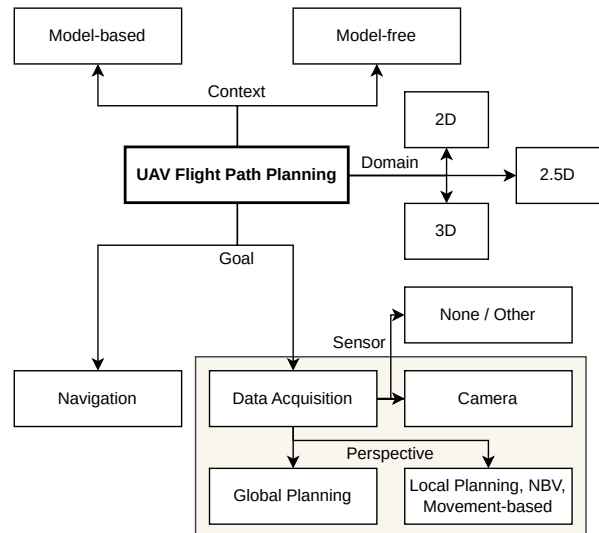 Model-based
Model-free
Context
2D
UAV Flight Path Planning
Domain
2.5D
3D
Goal
None / Other
Sensor
Navigation
Data Acquisition
Camera
Perspective
Global Planning
Local Planning, NBV,
Movement-based